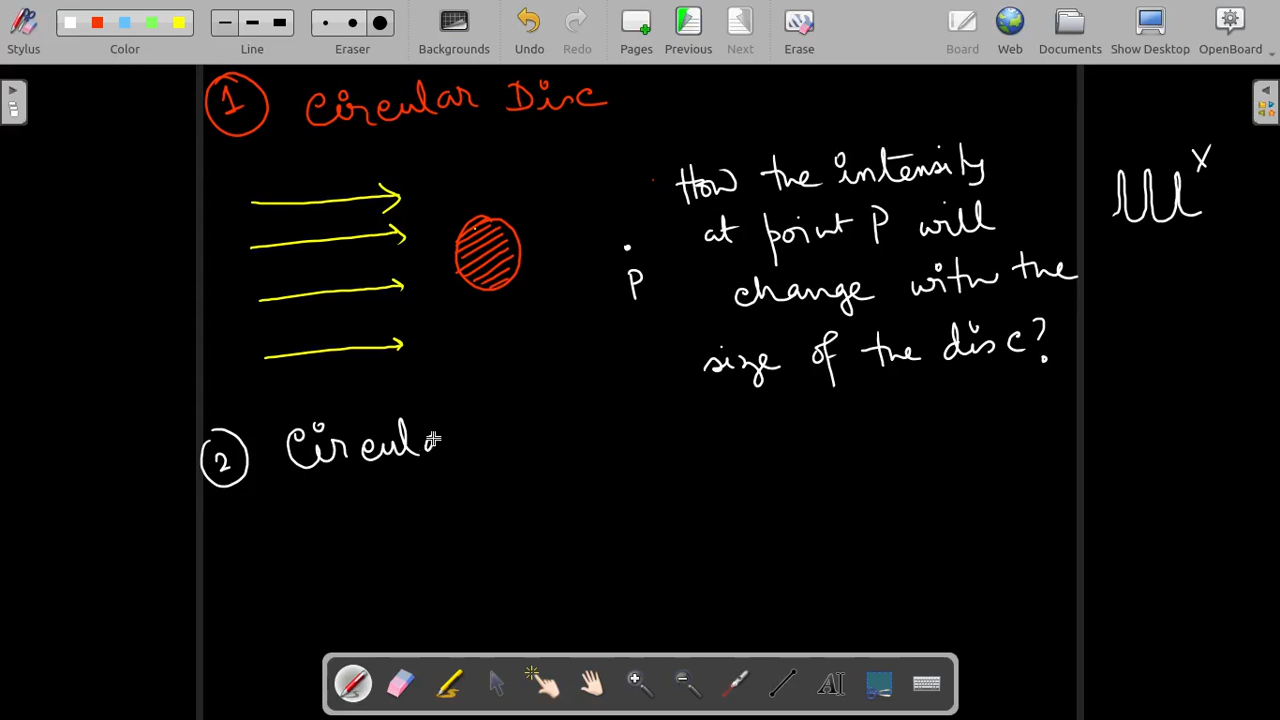 Stylus Color Line Eraser Backgrounds Undo Redo Pages Previous Next Erase Board Web Documents Show Desktop OpenBoard
1 Circular Disc
How the intensity
at point P will
change with the
size of the disc?
P
2 Circula